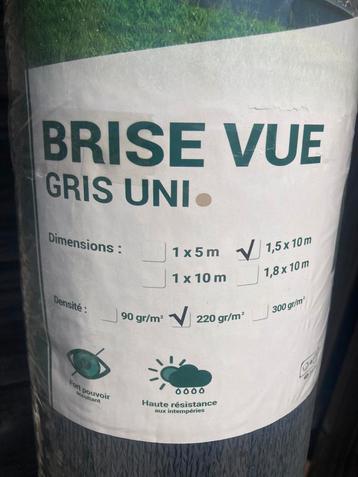 BRISE VUE
GRIS UNI
Dimensions : 1 x 5 m 1,5 x 10 m
1 x 10 m 1,8 x 10 m
Densité : 90 gr/m² 220 gr/m² 300 gr/m²
Fort pouvoir
occultant
Haute résistance
aux intempéries